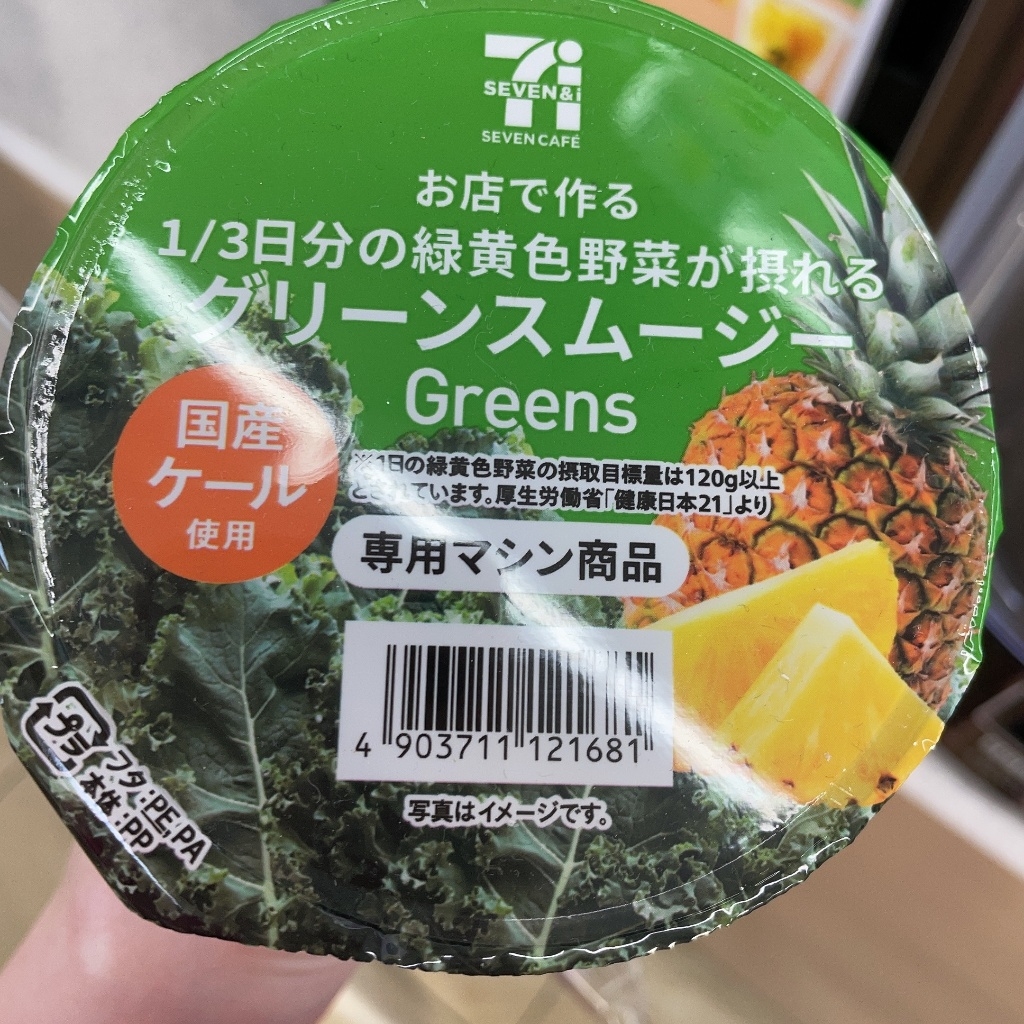 SEVEN&i
SEVEN CAFÉ
お店で作る
1/3日分の緑黄色野菜が摂れる
グリーンスムージー
Greens
国産
ケール
使用
※1日の緑黄色野菜の摂取目標量は120g以上
とされています。厚生労働省「健康日本21」より
専用マシン商品
4 903711 121681
写真はイメージです。
プラ
フタ:PE,PA
本体:PP